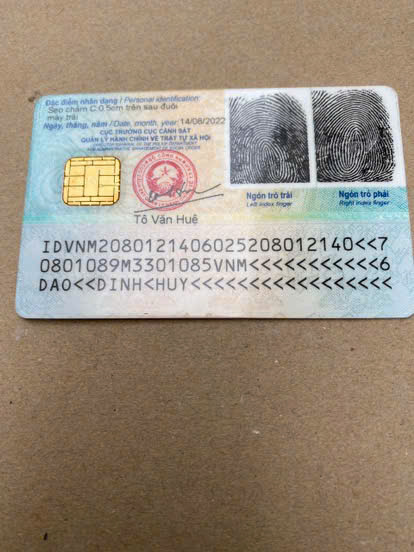 Đặc điểm nhân dạng / Personal identification:
Sẹo chấm C:0.5cm trên sau đuôi
mày trái
Ngày, tháng, năm / Date, month, year: 14/08/2022
CỤC TRƯỞNG CỤC CẢNH SÁT
QUẢN LÝ HÀNH CHÍNH VỀ TRẬT TỰ XÃ HỘI
DIRECTOR GENERAL OF THE POLICE DEPARTMENT
FOR ADMINISTRATIVE MANAGEMENT OF SOCIAL ORDER
Tô Văn Huệ
Ngón trỏ trái
Left index finger
Ngón trỏ phải
Right index finger
IDVNM2080121406025208012140<<7
0801089M3301085VNM<<<<<<<<<<<6
DAO<<DINH<HUY<<<<<<<<<<<<<<<<<